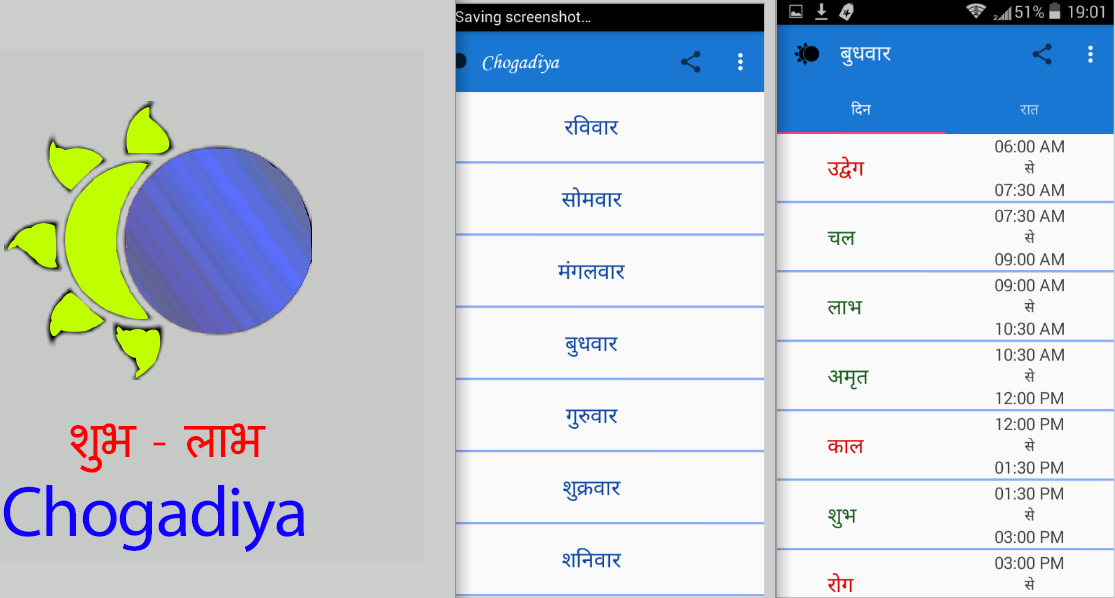 शुभ - लाभ
Chogadiya
Saving screenshot...
Chogadiya
रविवार
सोमवार
मंगलवार
बुधवार
गुरुवार
शुक्रवार
शनिवार
51% 19:01
बुधवार
दिन रात
उद्वेग
06:00 AM
से
07:30 AM
चल
07:30 AM
से
09:00 AM
लाभ
09:00 AM
से
10:30 AM
अमृत
10:30 AM
से
12:00 PM
काल
12:00 PM
से
01:30 PM
शुभ
01:30 PM
से
03:00 PM
रोग
03:00 PM
से